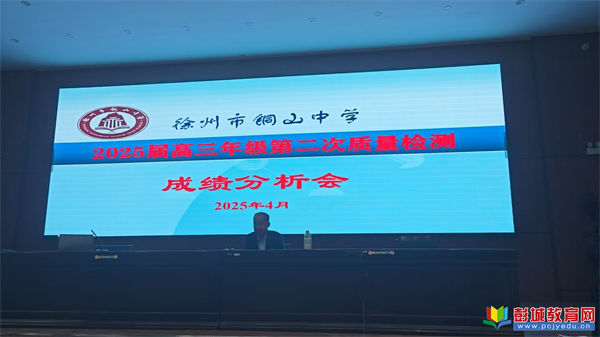 徐州市铜山中学
2025届高三年级第二次质量检测
成绩分析会
2025年4月
彭城教育网
www.pcjyedu.cn